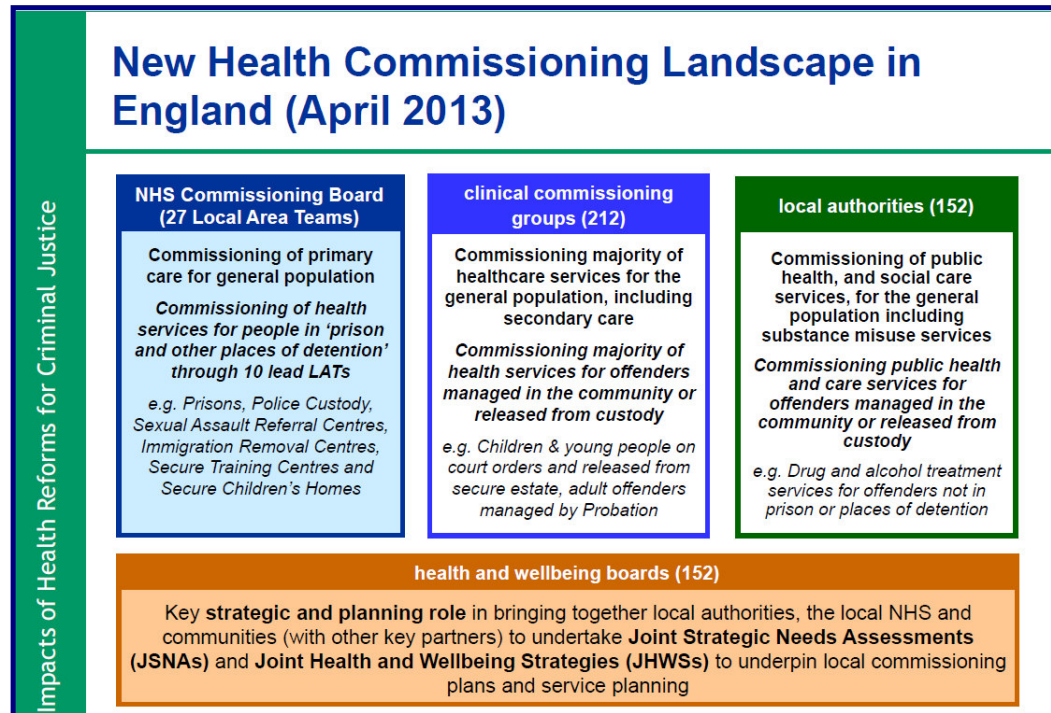 New Health Commissioning Landscape in
England (April 2013)
Impacts of Health Reforms for Criminal Justice
NHS Commissioning Board
(27 Local Area Teams)
Commissioning of primary
care for general population
Commissioning of health
services for people in ‘prison
and other places of detention’
through 10 lead LATs
e.g. Prisons, Police Custody,
Sexual Assault Referral Centres,
Immigration Removal Centres,
Secure Training Centres and
Secure Children’s Homes
clinical commissioning
groups (212)
Commissioning majority of
healthcare services for the
general population, including
secondary care
Commissioning majority of
health services for offenders
managed in the community or
released from custody
e.g. Children & young people on
court orders and released from
secure estate, adult offenders
managed by Probation
local authorities (152)
Commissioning of public
health, and social care
services, for the general
population including
substance misuse services
Commissioning public health
and care services for
offenders managed in the
community or released from
custody
e.g. Drug and alcohol treatment
services for offenders not in
prison or places of detention
health and wellbeing boards (152)
Key strategic and planning role in bringing together local authorities, the local NHS and
communities (with other key partners) to undertake Joint Strategic Needs Assessments
(JSNAs) and Joint Health and Wellbeing Strategies (JHWSs) to underpin local commissioning
plans and service planning